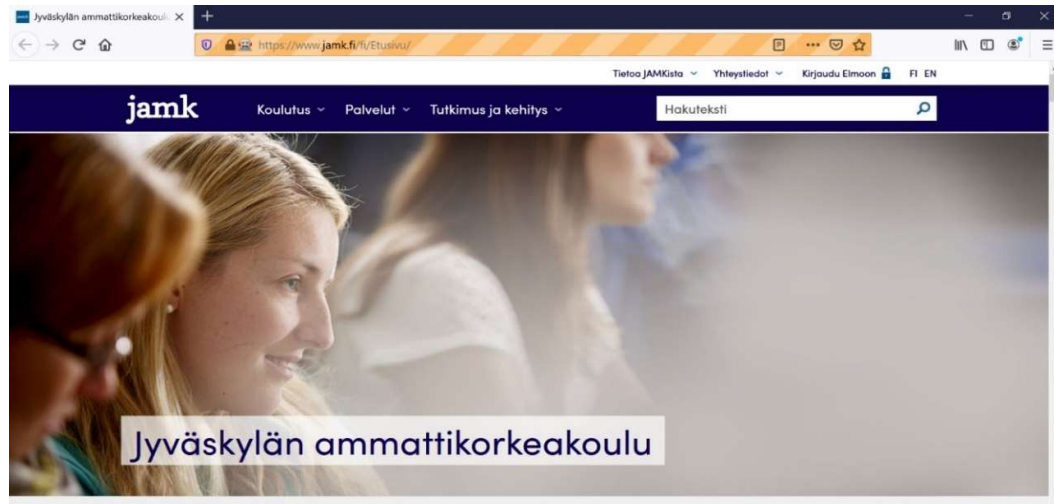 Jyväskylän ammattikorkeakoul
https://www.jamk.fi/fi/Etusivu/
Tietoa JAMKista Yhteystiedot Kirjaudu Elmoon FI EN
jamk Koulutus Palvelut Tutkimus ja kehitys Hakuteksti
Jyväskylän ammattikorkeakoulu